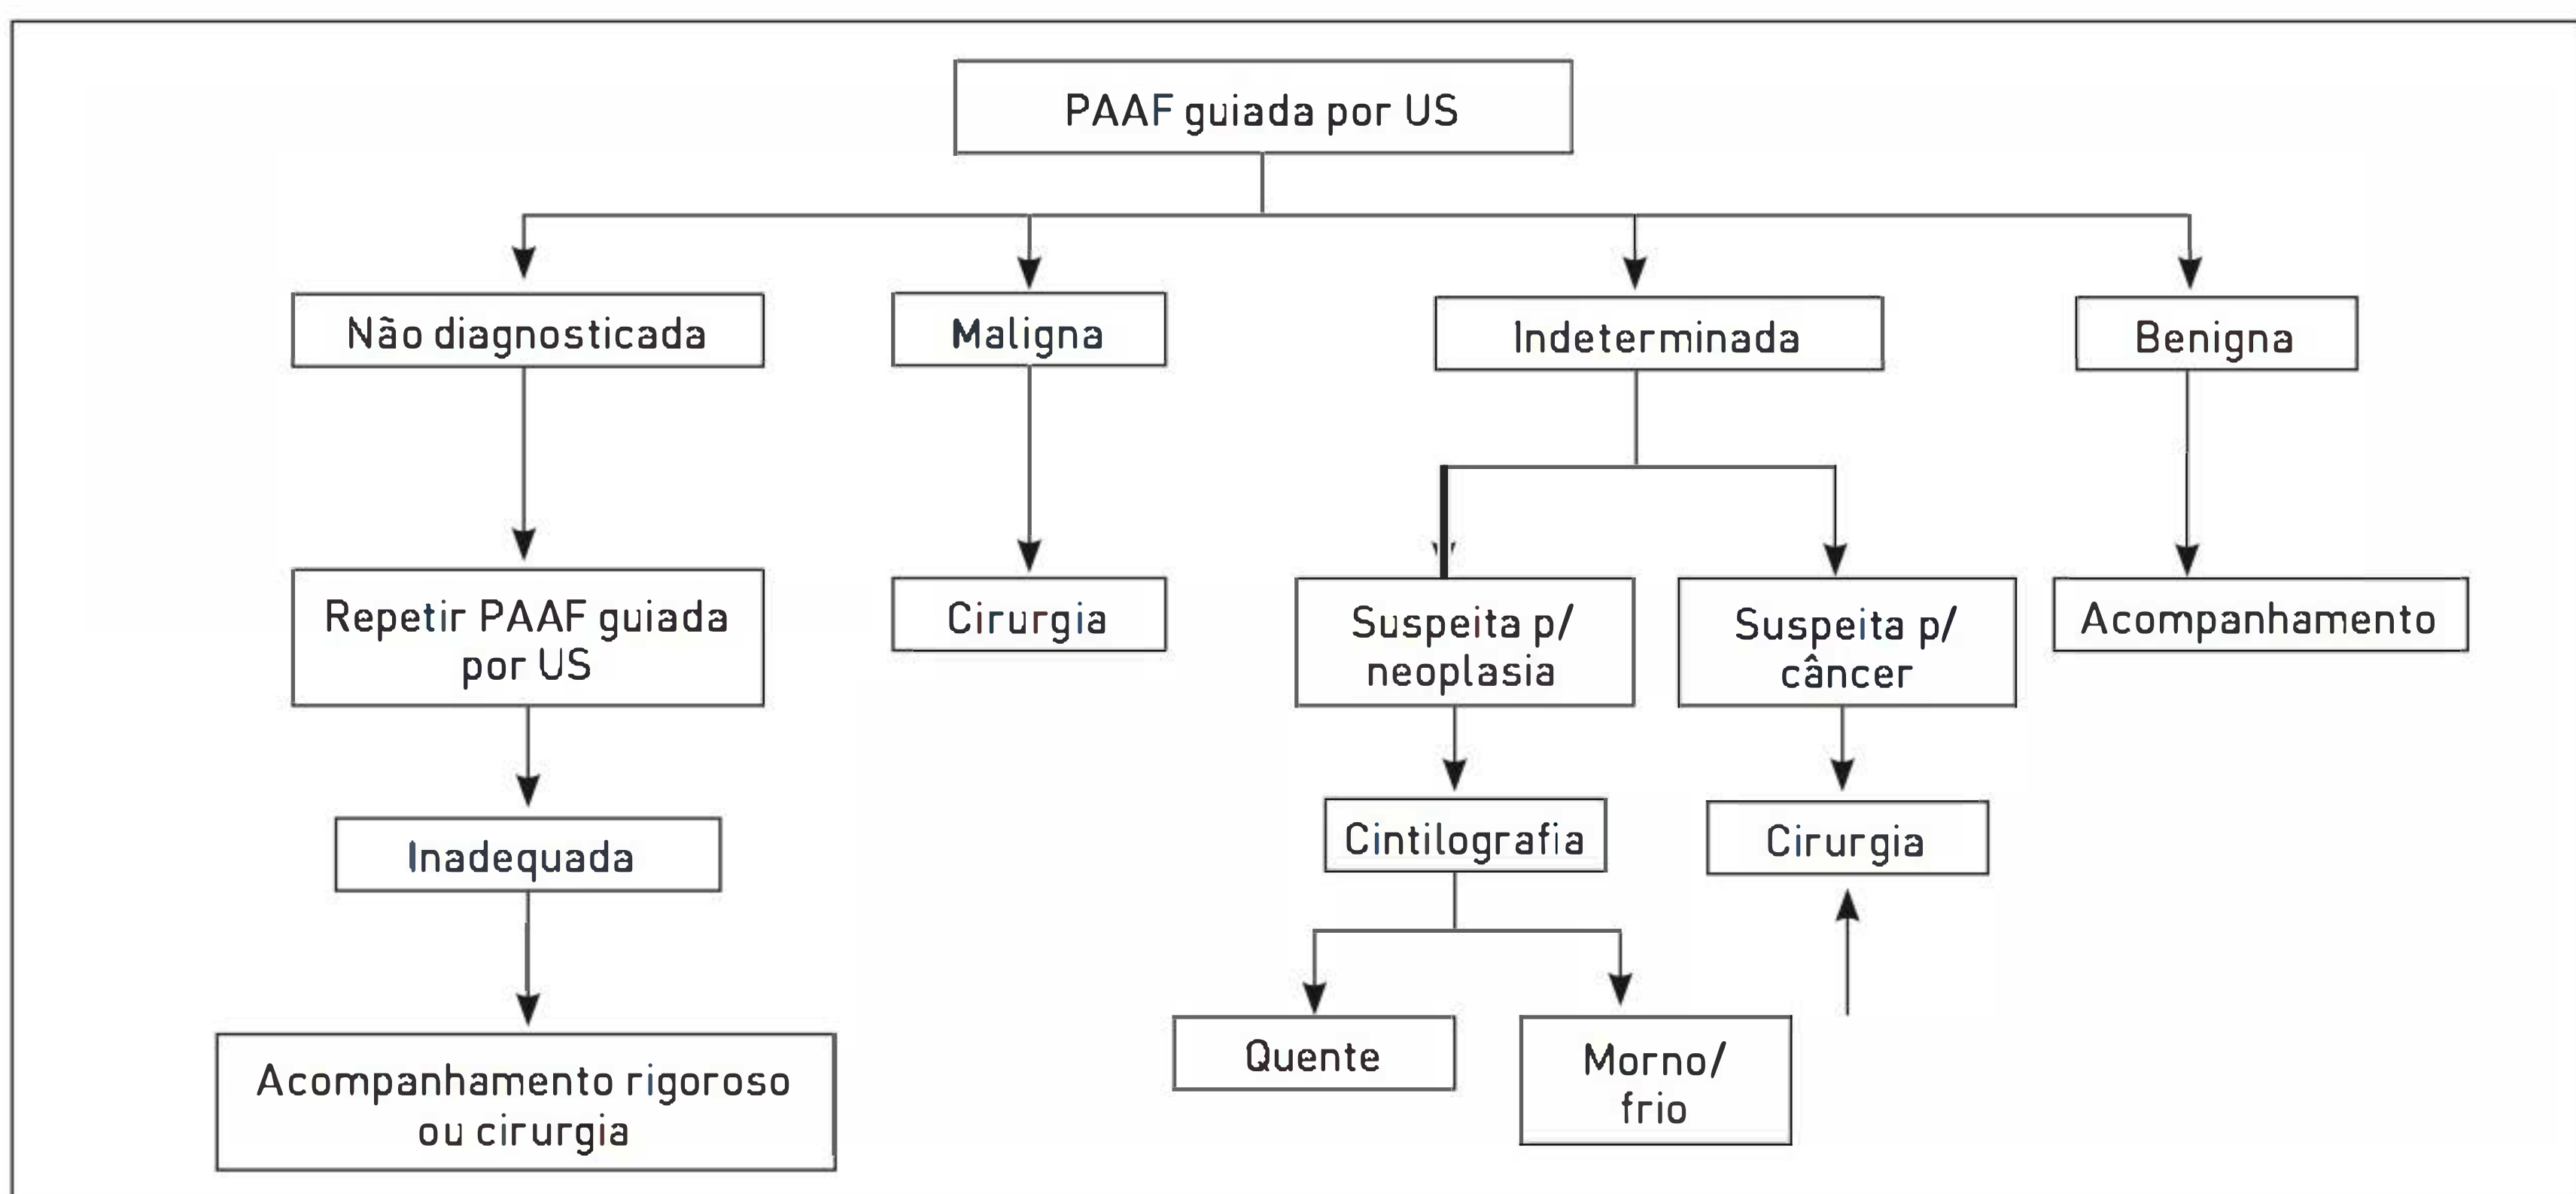 PAAF guiada por US
Não diagnosticada
Maligna
Indeterminada
Benigna
Repetir PAAF guiada
por US
Cirurgia
Suspeita p/
neoplasia
Suspeita p/
câncer
Acompanhamento
Inadequada
Cintilografia
Cirurgia
Acompanhamento rigoroso
ou cirurgia
Quente
Morno/
frio